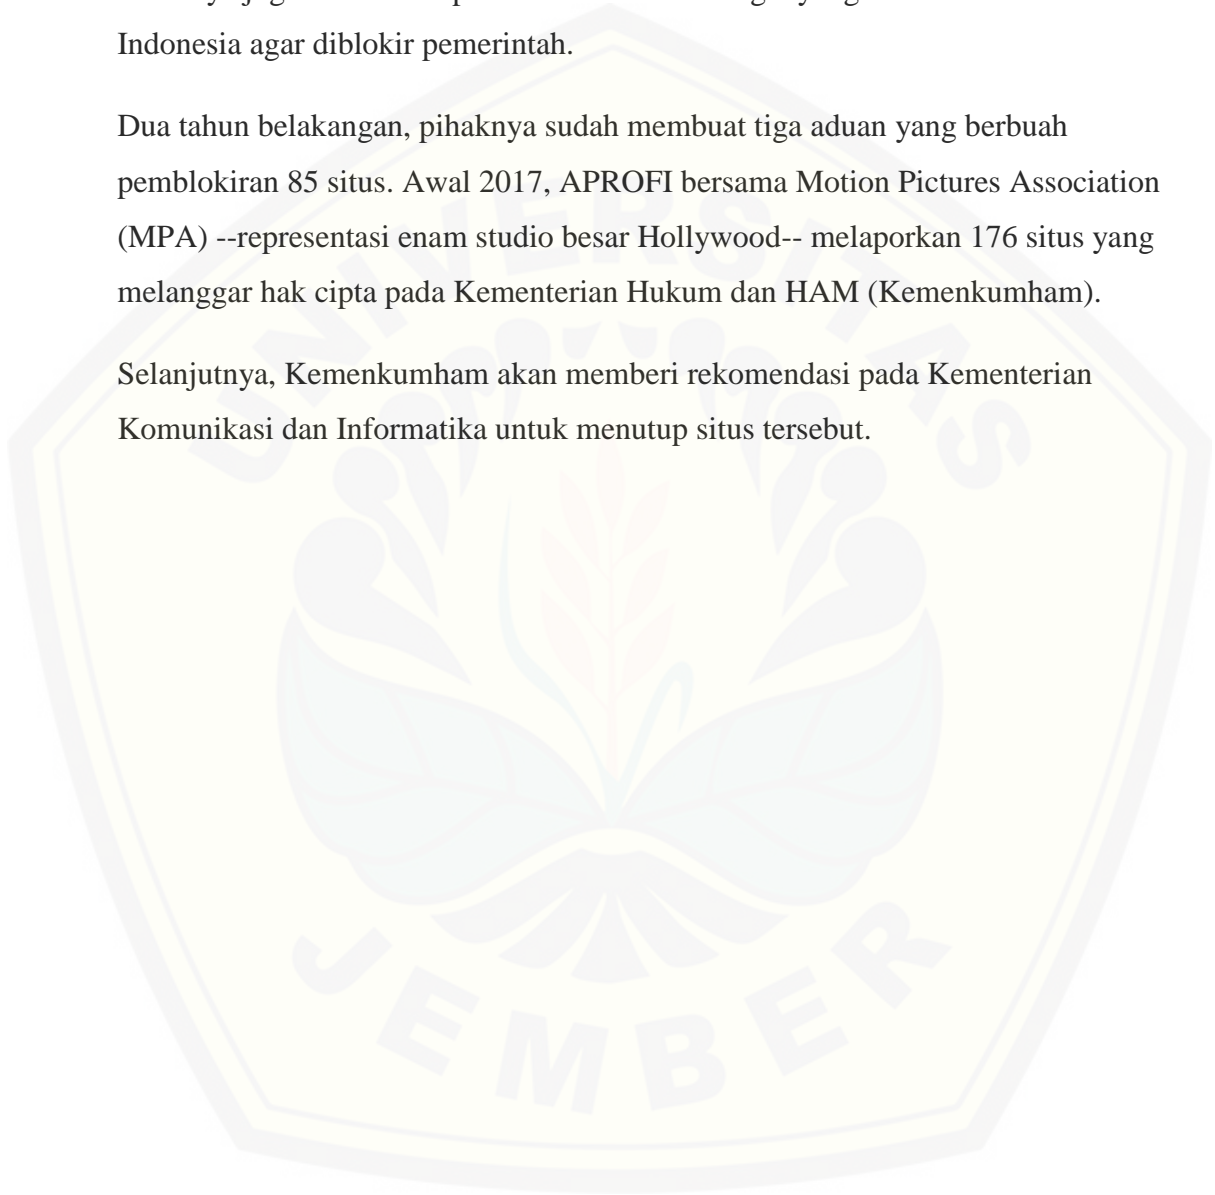 Indonesia agar diblokir pemerintah.
Dua tahun belakangan, pihaknya sudah membuat tiga aduan yang berbuah
pemblokiran 85 situs. Awal 2017, APROFI bersama Motion Pictures Association
(MPA) --representasi enam studio besar Hollywood-- melaporkan 176 situs yang
melanggar hak cipta pada Kementerian Hukum dan HAM (Kemenkumham).
Selanjutnya, Kemenkumham akan memberi rekomendasi pada Kementerian
Komunikasi dan Informatika untuk menutup situs tersebut.
UNIVERSITAS
JEMBER